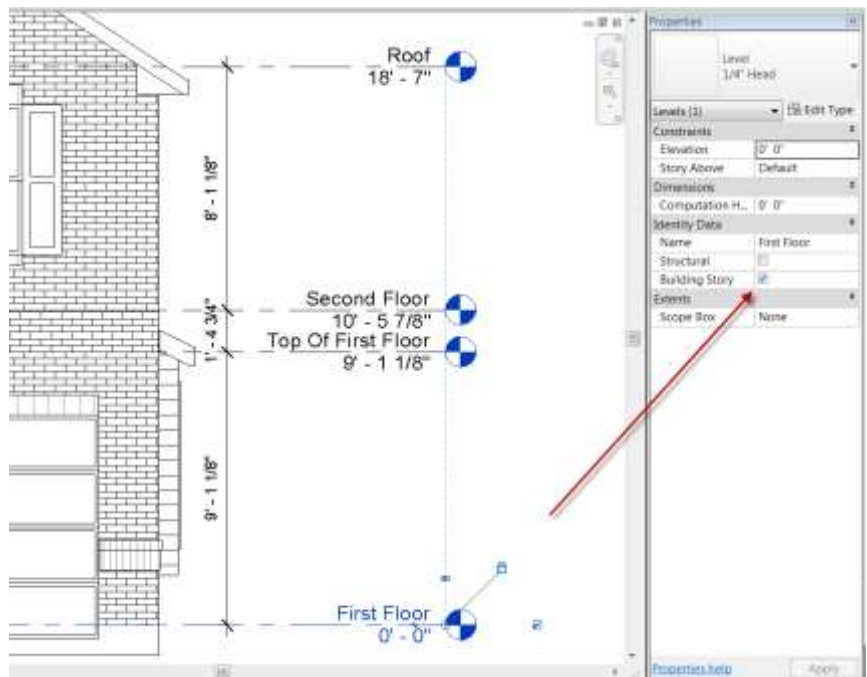 Roof
18' - 7"
8' - 1 1/8"
Second Floor
10' - 5 7/8"
1' - 4 3/4"
Top Of First Floor
9' - 1 1/8"
9' - 1 1/8"
First Floor
0' - 0"
Properties
Level
1/4" Head
Levels (1)
Edit Type
Constraints
Elevation 0' 0"
Story Above Default
Dimensions
Computation H... 0' 0"
Identity Data
Name First Floor
Structural
Building Story
Extents
Scope Box None
Properties help
Apply